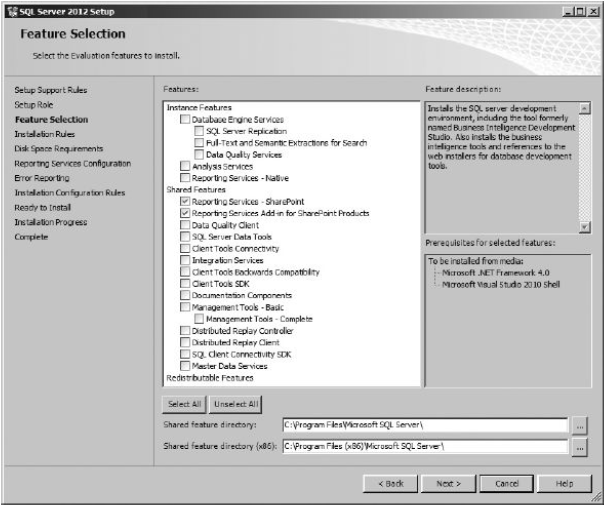 SQL Server 2012 Setup
Feature Selection
Select the Evaluation features to install.
Setup Support Rules
Setup Role
Feature Selection
Installation Rules
Disk Space Requirements
Reporting Services Configuration
Error Reporting
Installation Configuration Rules
Ready to Install
Installation Progress
Complete
Features:
Instance Features
Database Engine Services
SQL Server Replication
Full-Text and Semantic Extractions for Search
Data Quality Services
Analysis Services
Reporting Services - Native
Shared Features
Reporting Services - SharePoint
Reporting Services Add-in for SharePoint Products
Data Quality Client
SQL Server Data Tools
Client Tools Connectivity
Integration Services
Client Tools Backwards Compatibility
Client Tools SDK
Documentation Components
Management Tools - Basic
Management Tools - Complete
Distributed Replay Controller
Distributed Replay Client
SQL Client Connectivity SDK
Master Data Services
Redistributable Features
Feature description:
Installs the SQL server development
environment, including the tool formerly
named Business Intelligence Development
Studio. Also installs the business
intelligence tools and references to the
web installers for database development
tools.
Prerequisites for selected features:
To be installed from media:
Microsoft .NET Framework 4.0
Microsoft Visual Studio 2010 Shell
Select All
Unselect All
Shared feature directory:
C:\Program Files\Microsoft SQL Server\
...
Shared feature directory (x86):
C:\Program Files (x86)\Microsoft SQL Server\
...
< Back
Next >
Cancel
Help